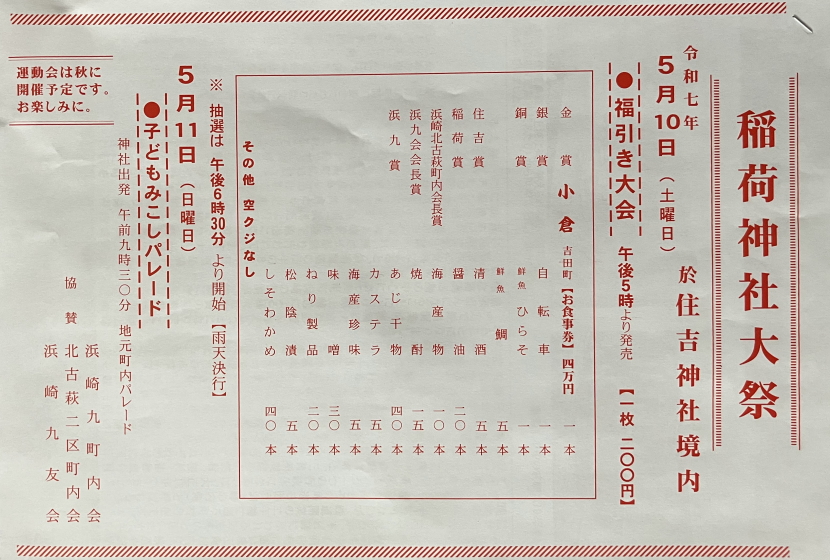 稲荷神社大祭
令和七年
5月10日（土曜日）於住吉神社境内
●福引き大会 午後5時より発売 【一枚 二〇〇円】
金賞 小倉 吉田町【お食事券】四万円 一本
銀賞 自転車 一本
銅賞 鮮魚 ひらそ 一本
鮮魚 鯛 五本
住吉賞 清酒 五本
稲荷賞 醤油 二〇本
浜崎北古萩町内会長賞 海産物 一〇本
浜九会会長賞 焼酎 一五本
浜九賞 あじ干物 四〇本
カステラ 五本
海産珍味 五本
味噌 三〇本
ねり製品 二〇本
松陰漬 五本
しそわかめ 四〇本
その他 空クジなし
※ 抽選は 午後6時30分より開始 【雨天決行】
5月11日（日曜日）
●子どもみこしパレード
神社出発 午前九時三〇分 地元町内パレード
協賛 浜崎九町内会
北古萩二区町内会
浜崎九友会
運動会は秋に
開催予定です。
お楽しみに。